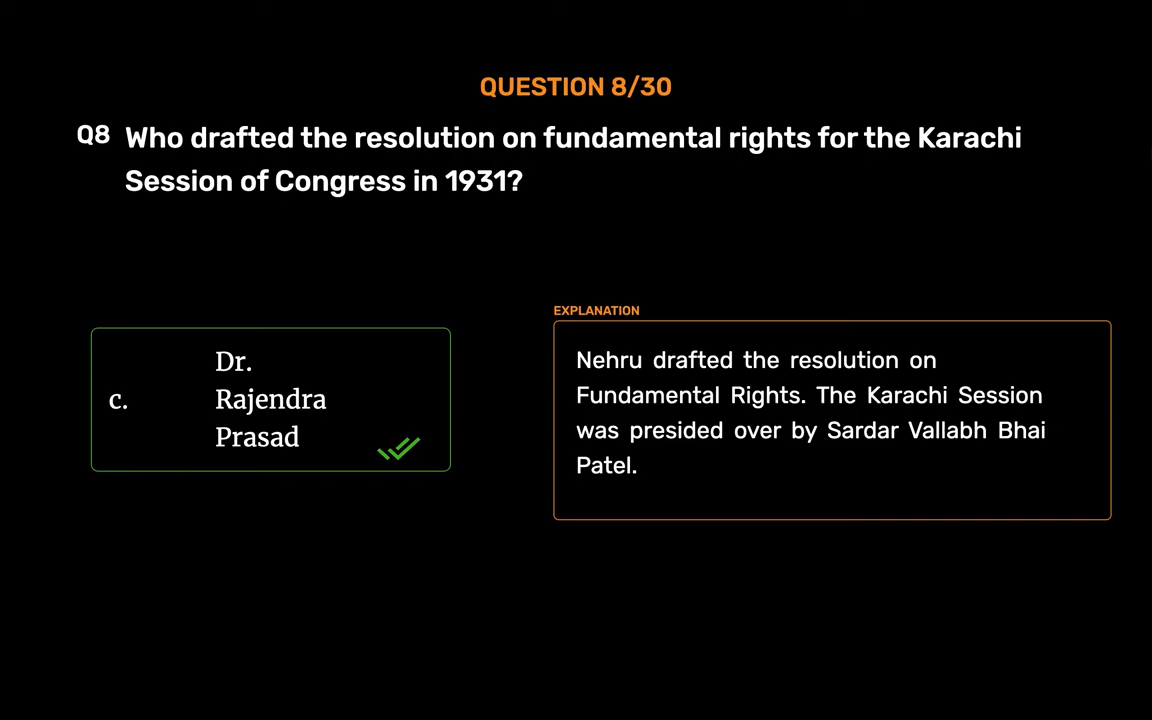 QUESTION 8/30
Q8 Who drafted the resolution on fundamental rights for the Karachi
Session of Congress in 1931?
c.
Dr.
Rajendra
Prasad
EXPLANATION
Nehru drafted the resolution on
Fundamental Rights. The Karachi Session
was presided over by Sardar Vallabh Bhai
Patel.